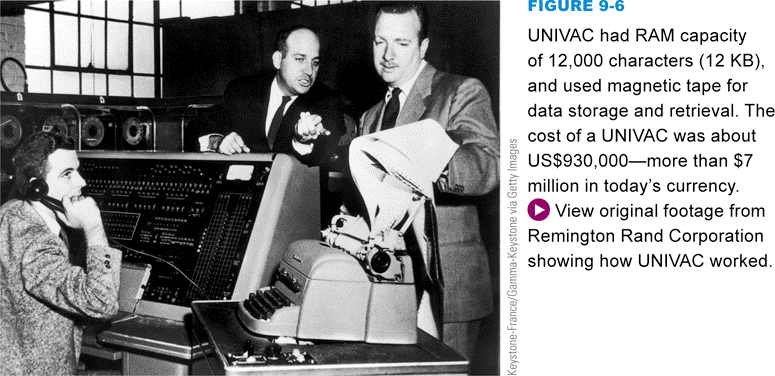 FIGURE 9-6
UNIVAC had RAM capacity
of 12,000 characters (12 KB),
and used magnetic tape for
data storage and retrieval. The
cost of a UNIVAC was about
US$930,000—more than $7
million in today's currency.
View original footage from
Remington Rand Corporation
showing how UNIVAC worked.
Keystone-France/Gamma-Keystone via Getty Images